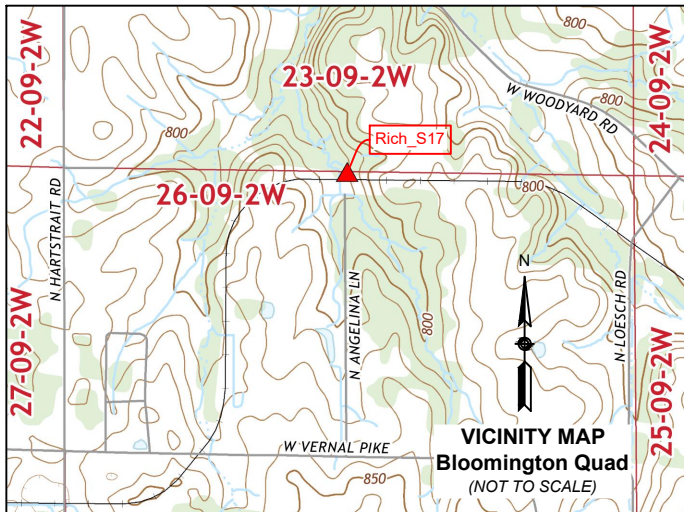 800
22-09-2W
23-09-2W
24-09-2W
W WOODYARD RD
800
Rich_S17
800
26-09-2W
800
N HARTSTRAIT RD
N
N ANGELINA LN
N LOESCH RD
27-09-2W
800
25-09-2W
W VERNAL PIKE
850
VICINITY MAP
Bloomington Quad
(NOT TO SCALE)